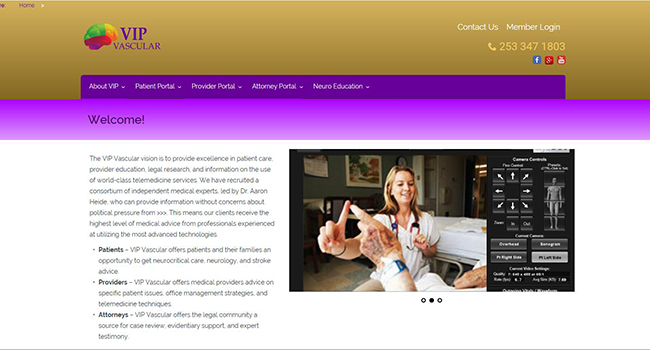 Home
Contact Us Member Login
VIP
VASCULAR
253 347 1803
About VIP Patient Portal Provider Portal Attorney Portal Neuro Education
Welcome!
The VIP Vascular vision is to provide excellence in patient care,
provider education, legal research, and information on the use
of world-class telemedicine services. We have recruited a
consortium of independent medical experts, led by Dr. Aaron
Heide, who can provide information without concerns about
political pressure from >>>. This means our clients receive the
highest level of medical advice from professionals experienced
at utilizing the most advanced technologies.
• Patients – VIP Vascular offers patients and their families an
opportunity to get neurocritical care, neurology, and stroke
advice.
• Providers – VIP Vascular offers medical providers advice on
specific patient issues, office management strategies, and
telemedicine techniques.
• Attorneys – VIP Vascular offers the legal community a
source for case review, evidentiary support, and expert
testimony.
Camera Controls
Pan Control
Presets
Zoom In Out
Current Camera:
Overhead Sonogram
Pt Right Side Pt Left Side
Current Video Settings: